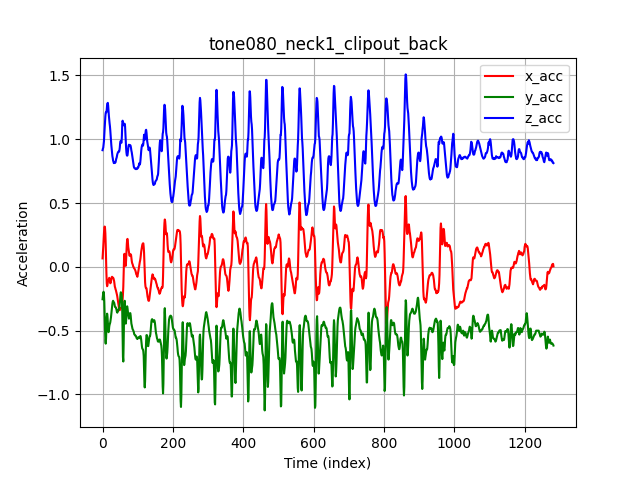 tone080_neck1_clipout_back
x_acc
y_acc
z_acc
1.5
1.0
0.5
0.0
−0.5
−1.0
Acceleration
0 200 400 600 800 1000 1200
Time (index)